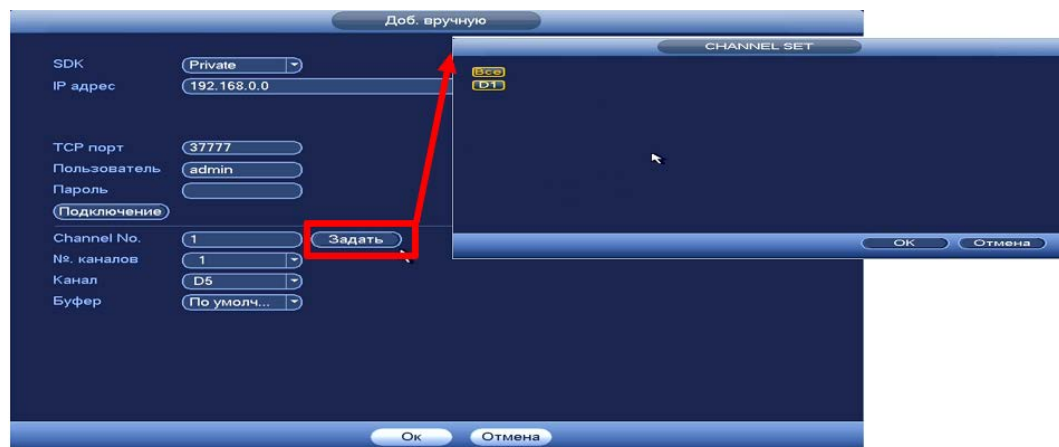 Доб. вручную
SDK Private
IP адрес 192.168.0.0
TCP порт 37777
Пользователь admin
Пароль
Подключение
Channel No. 1 Задать
№. каналов 1
Канал D5
Буфер По умолч...
Ок Отмена
CHANNEL SET
Все
D1
OK Отмена